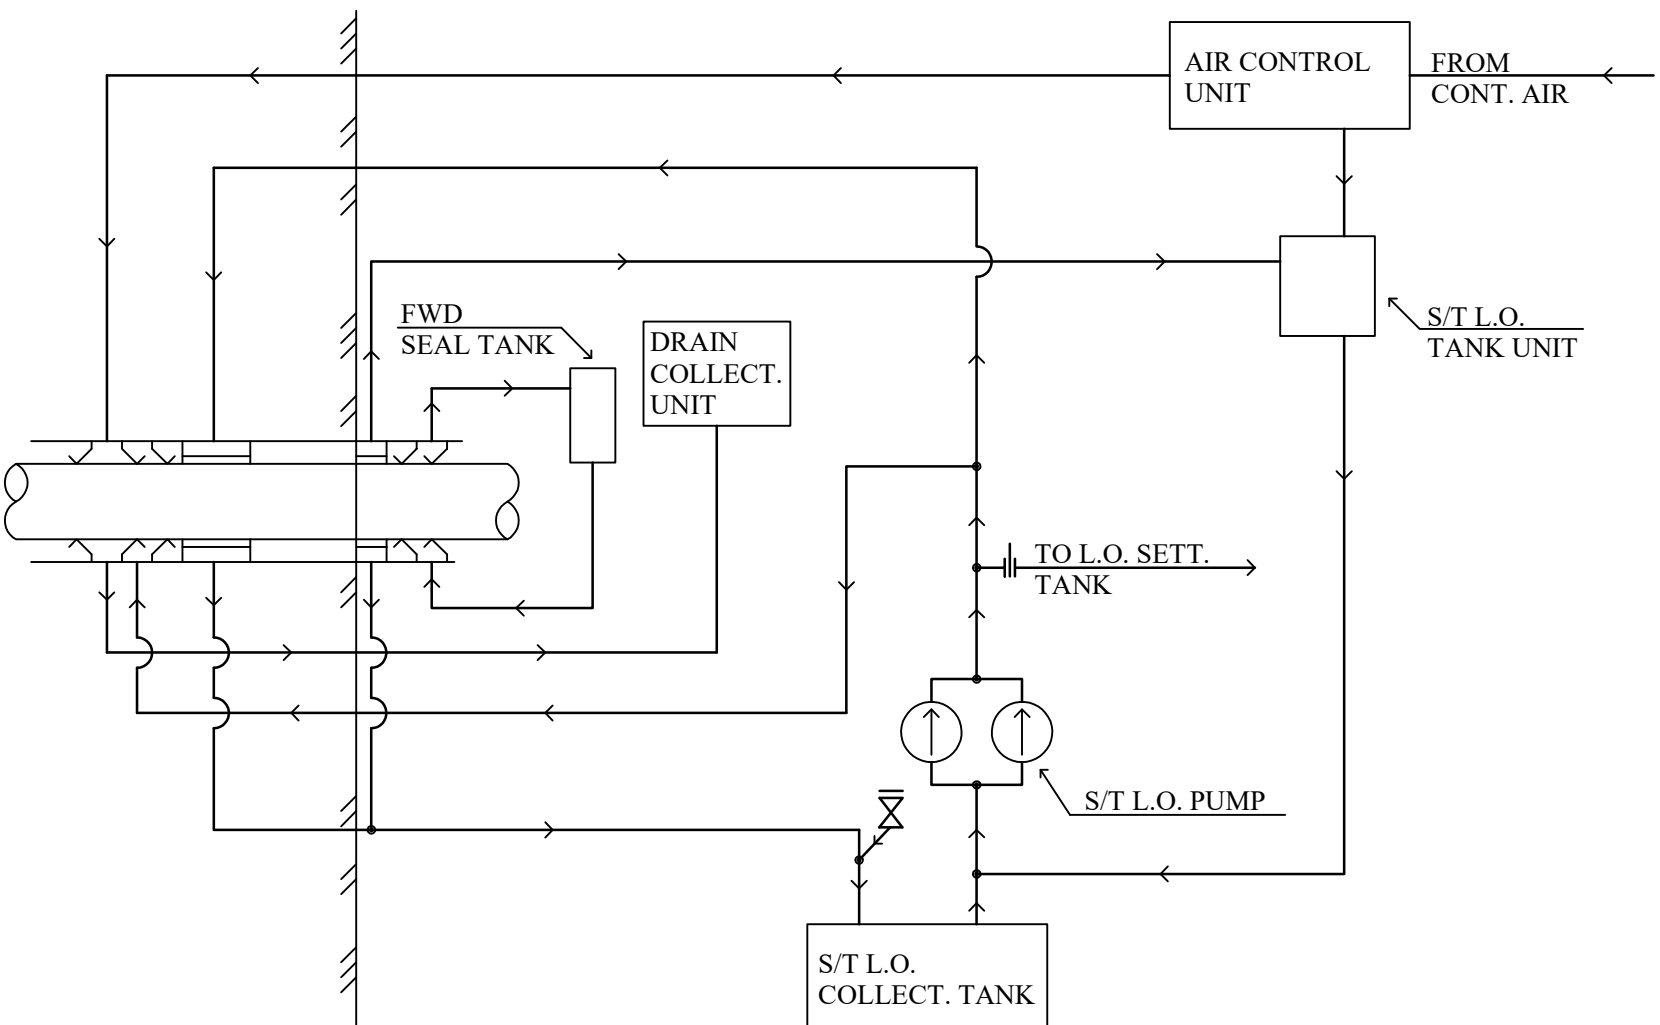 AIR CONTROL
UNIT
FROM
CONT. AIR
FWD
SEAL TANK
DRAIN
COLLECT.
UNIT
S/T L.O.
TANK UNIT
TO L.O. SETT.
TANK
S/T L.O. PUMP
S/T L.O.
COLLECT. TANK